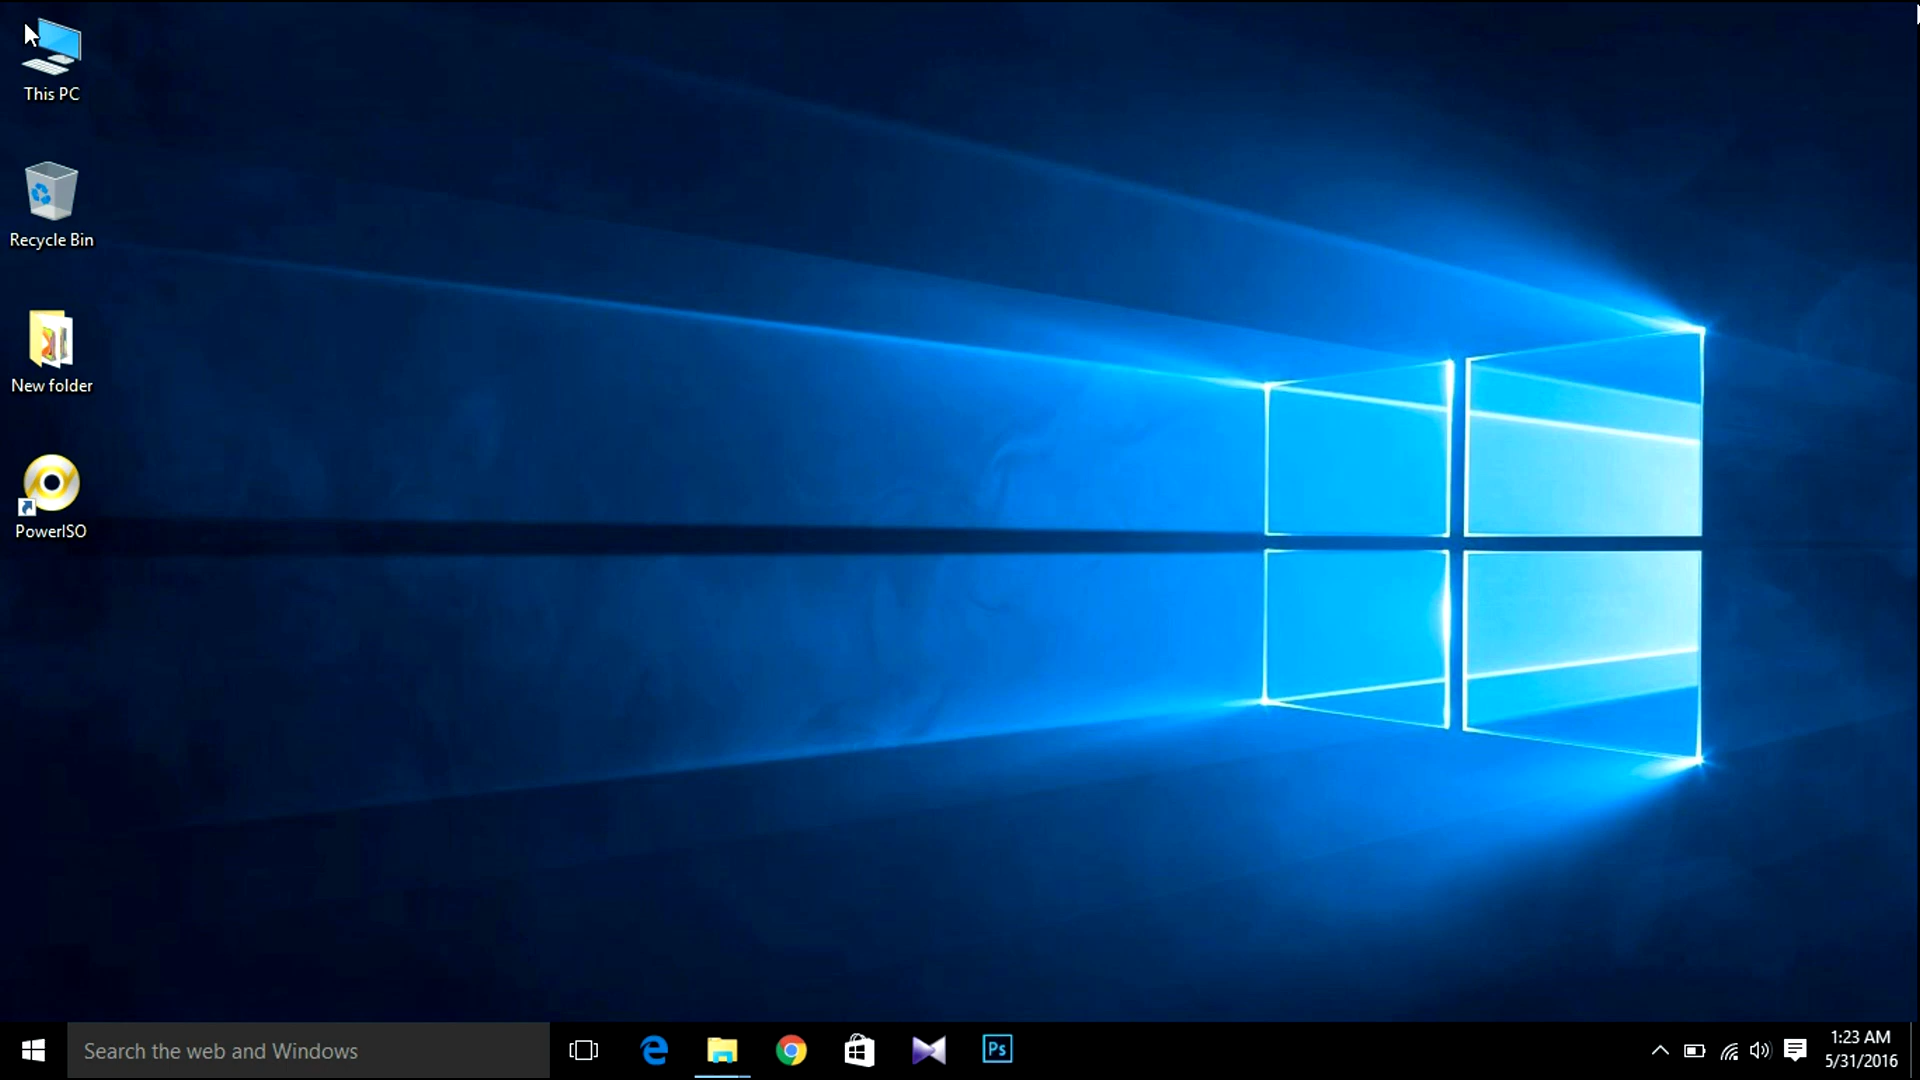 This PC
Recycle Bin
New folder
PowerISO
Search the web and Windows
Ps
1:23 AM
5/31/2016